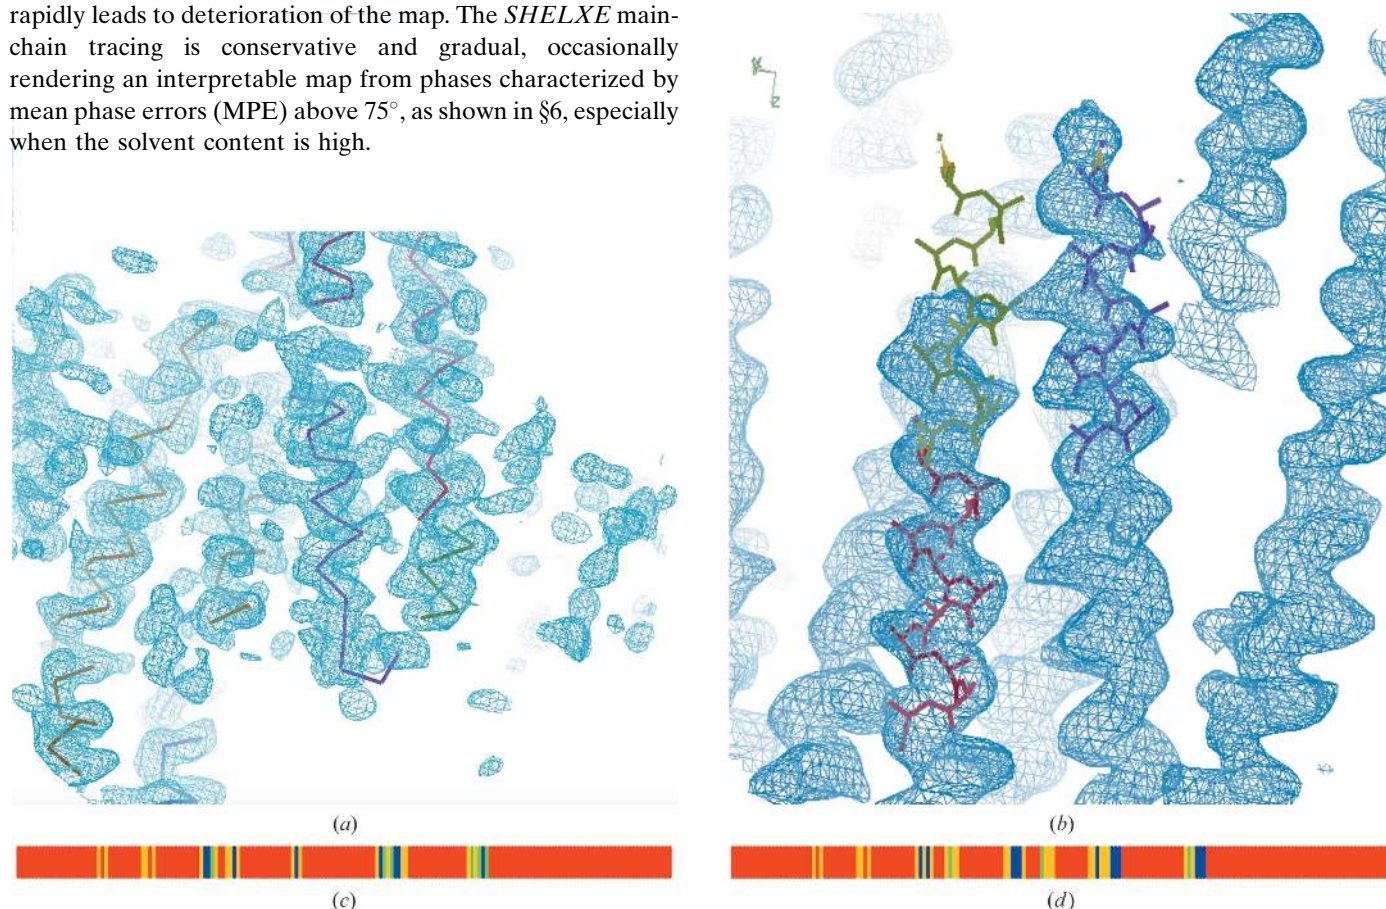 rapidly leads to deterioration of the map. The SHELXE main-
chain tracing is conservative and gradual, occasionally
rendering an interpretable map from phases characterized by
mean phase errors (MPE) above 75°, as shown in §6, especially
when the solvent content is high.
(a)
(b)
(c)
(d)